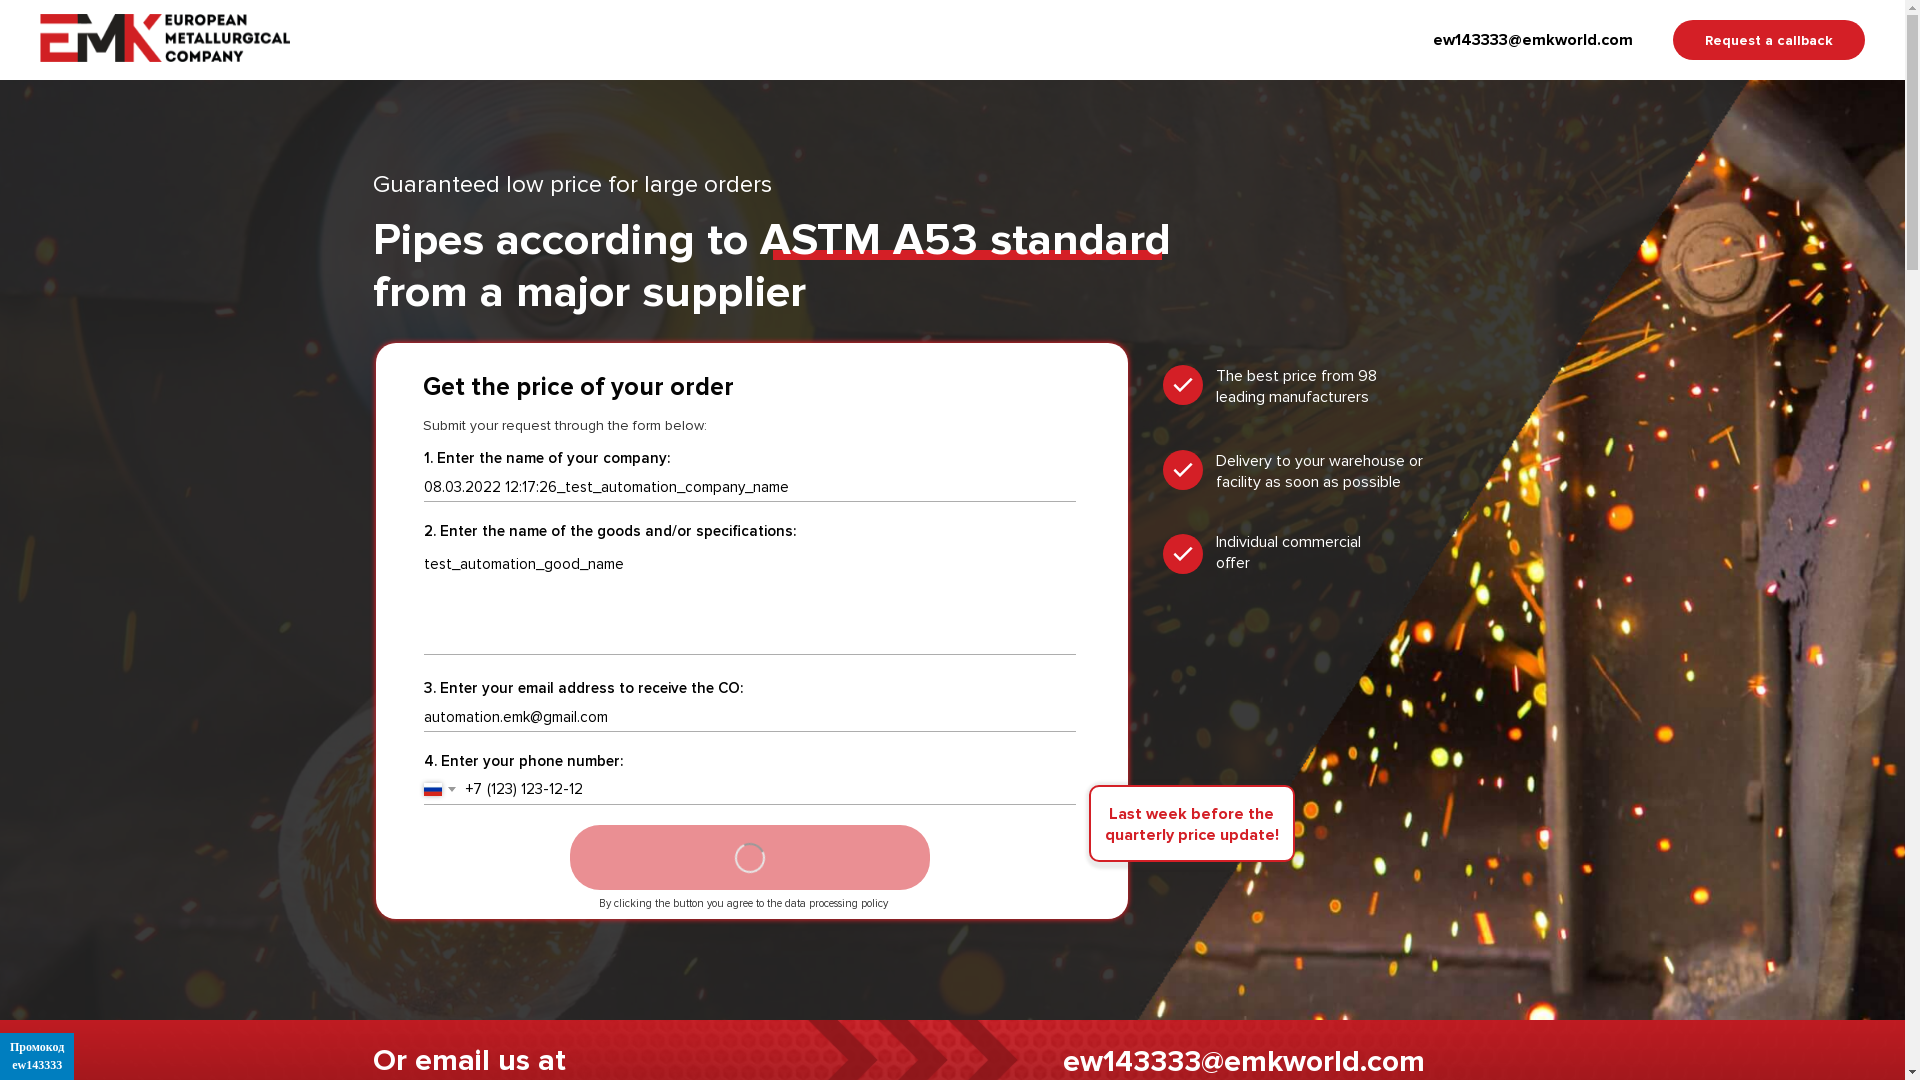 EMK EUROPEAN
METALLURGICAL
COMPANY
ew143333@emkworld.com
Request a callback
Guaranteed low price for large orders
Pipes according to ASTM A53 standard
from a major supplier
Get the price of your order
Submit your request through the form below:
1. Enter the name of your company:
08.03.2022 12:17:26_test_automation_company_name
2. Enter the name of the goods and/or specifications:
test_automation_good_name
3. Enter your email address to receive the CO:
automation.emk@gmail.com
4. Enter your phone number:
+7 (123) 123-12-12
By clicking the button you agree to the data processing policy
The best price from 98
leading manufacturers
Delivery to your warehouse or
facility as soon as possible
Individual commercial
offer
Last week before the
quarterly price update!
Or email us at
ew143333@emkworld.com
Промокод
ew143333